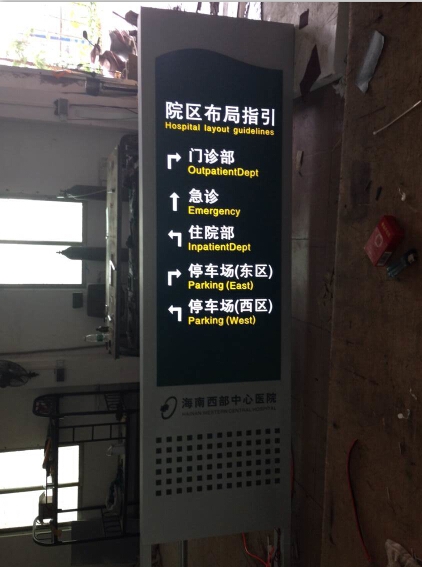 院区布局指引
Hospital layout guidelines
门诊部
OutpatientDept
急诊
Emergency
住院部
InpatientDept
停车场(东区)
Parking (East)
停车场(西区)
Parking (West)
海南西部中心医院